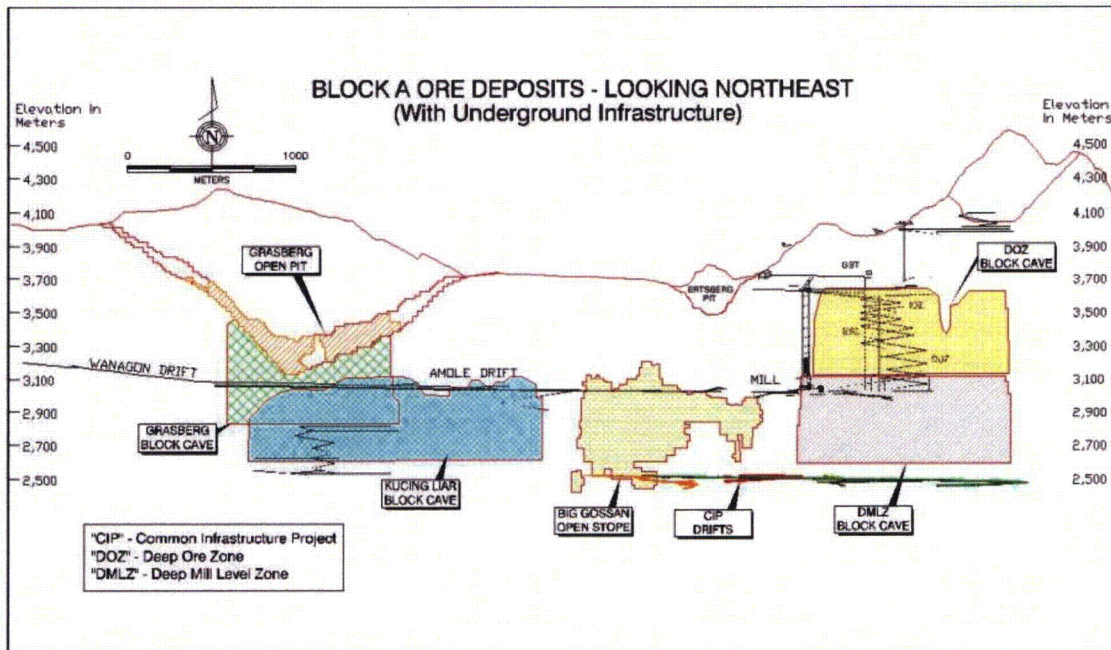 BLOCK A ORE DEPOSITS - LOOKING NORTHEAST
(With Underground Infrastructure)
Elevation In
Meters
4,500
4,300
4,100
3,900
3,700
3,500
3,300
3,100
2,900
2,700
2,500
N
0 1000
METERS
Elevation
In Meters
4,500
4,300
4,100
3,900
3,700
3,500
3,300
3,100
2,900
2,700
2,500
GRASBERG
OPEN PIT
ERTSBERG
PIT
GBT
DOZ
BLOCK CAVE
WANAGON DRIFT
AMOLE DRIFT
MILL
GRASBERG
BLOCK CAVE
KUCING LIAR
BLOCK CAVE
BIG GOSSAN
OPEN STOPE
CIP
DRIFTS
DMLZ
BLOCK CAVE
"CIP" - Common Infrastructure Project
"DOZ" - Deep Ore Zone
"DMLZ" - Deep Mill Level Zone